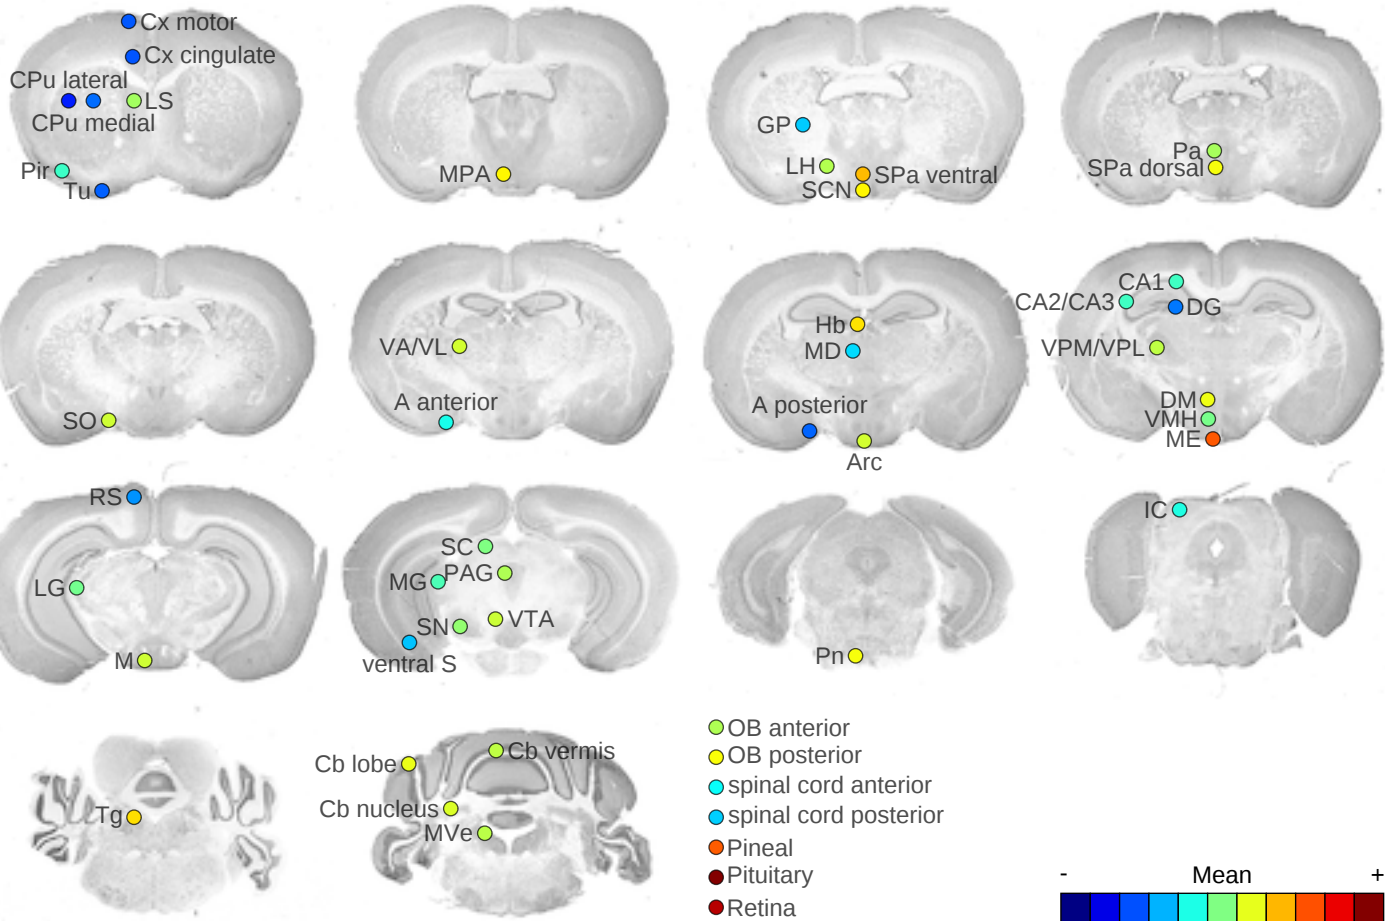 Cx motor
Cx cingulate
CPu lateral
LS
CPu medial
Pir
Tu
MPA
GP
LH
SPa ventral
SCN
Pa
SPa dorsal
SO
VA/VL
A anterior
Hb
MD
A posterior
Arc
CA1
CA2/CA3
DG
VPM/VPL
DM
VMH
ME
RS
LG
M
SC
MG
PAG
SN
VTA
ventral S
Pn
IC
Tg
Cb lobe
Cb vermis
Cb nucleus
MVe
OB anterior
OB posterior
spinal cord anterior
spinal cord posterior
Pineal
Pituitary
Retina
- Mean +